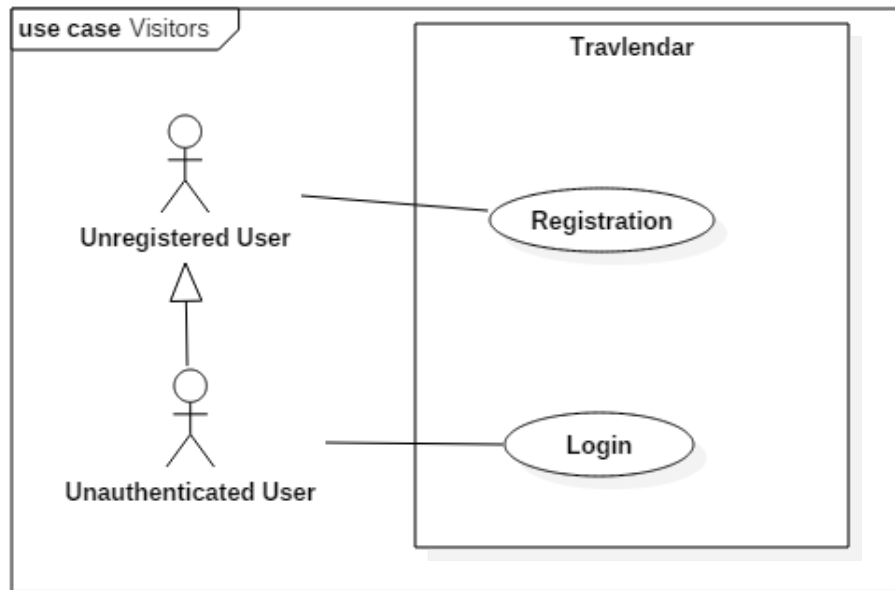 use case Visitors
Travlendar
Unregistered User
Registration
Unauthenticated User
Login